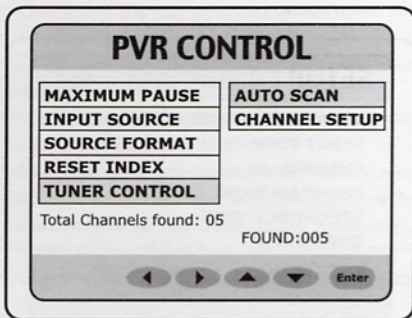 PVR CONTROL
MAXIMUM PAUSE
INPUT SOURCE
SOURCE FORMAT
RESET INDEX
TUNER CONTROL
AUTO SCAN
CHANNEL SETUP
Total Channels found: 05
FOUND:005
Enter